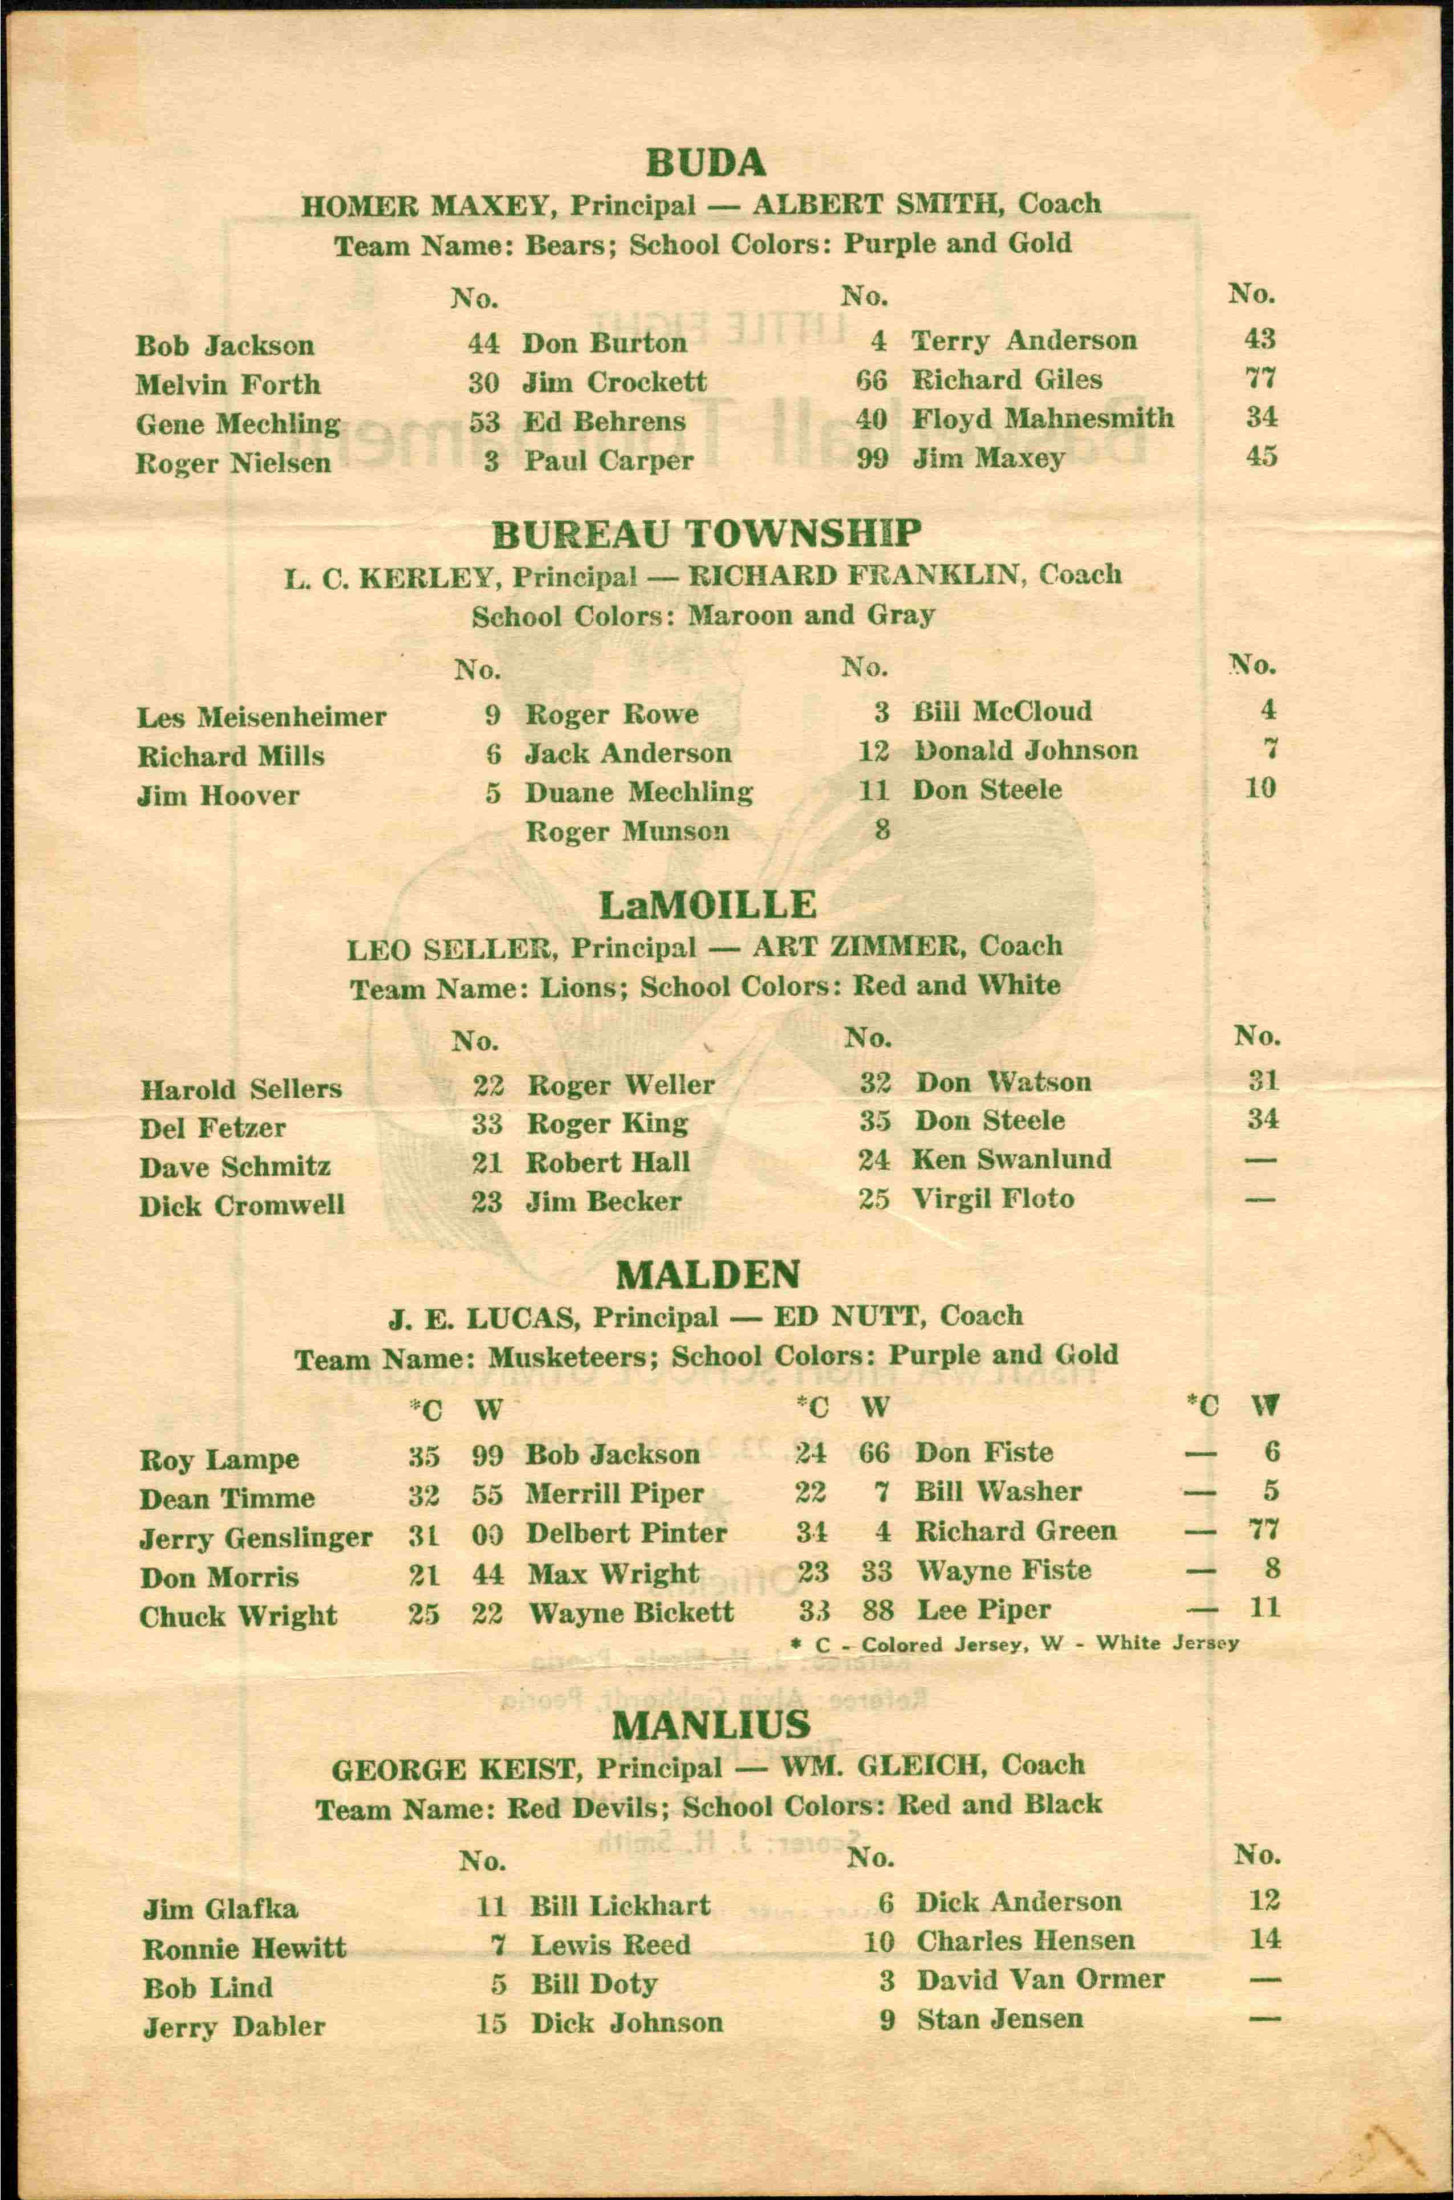 BUDA
HOMER MAXEY, Principal — ALBERT SMITH, Coach
Team Name: Bears; School Colors: Purple and Gold
No. No. No.
Bob Jackson 44 Don Burton 4 Terry Anderson 43
Melvin Forth 30 Jim Crockett 66 Richard Giles 77
Gene Mechling 53 Ed Behrens 40 Floyd Mahnesmith 34
Roger Nielsen 3 Paul Carper 99 Jim Maxey 45
BUREAU TOWNSHIP
L. C. KERLEY, Principal — RICHARD FRANKLIN, Coach
School Colors: Maroon and Gray
No. No. No.
Les Meisenheimer 9 Roger Rowe 3 Bill McCloud 4
Richard Mills 6 Jack Anderson 12 Donald Johnson 7
Jim Hoover 5 Duane Mechling 11 Don Steele 10
Roger Munson 8
LaMOILLE
LEO SELLER, Principal — ART ZIMMER, Coach
Team Name: Lions; School Colors: Red and White
No. No. No.
Harold Sellers 22 Roger Weller 32 Don Watson 31
Del Fetzer 33 Roger King 35 Don Steele 34
Dave Schmitz 21 Robert Hall 24 Ken Swanlund —
Dick Cromwell 23 Jim Becker 25 Virgil Floto —
MALDEN
J. E. LUCAS, Principal — ED NUTT, Coach
Team Name: Musketeers; School Colors: Purple and Gold
*C W *C W *C W
Roy Lampe 35 99 Bob Jackson 24 66 Don Fiste — 6
Dean Timme 32 55 Merrill Piper 22 7 Bill Washer — 5
Jerry Genslinger 31 00 Delbert Pinter 34 4 Richard Green — 77
Don Morris 21 44 Max Wright 23 33 Wayne Fiste — 8
Chuck Wright 25 22 Wayne Bickett 33 88 Lee Piper — 11
* C - Colored Jersey, W - White Jersey
MANLIUS
GEORGE KEIST, Principal — WM. GLEICH, Coach
Team Name: Red Devils; School Colors: Red and Black
No. No. No.
Jim Glafka 11 Bill Lickhart 6 Dick Anderson 12
Ronnie Hewitt 7 Lewis Reed 10 Charles Hensen 14
Bob Lind 5 Bill Doty 3 David Van Ormer —
Jerry Dabler 15 Dick Johnson 9 Stan Jensen —